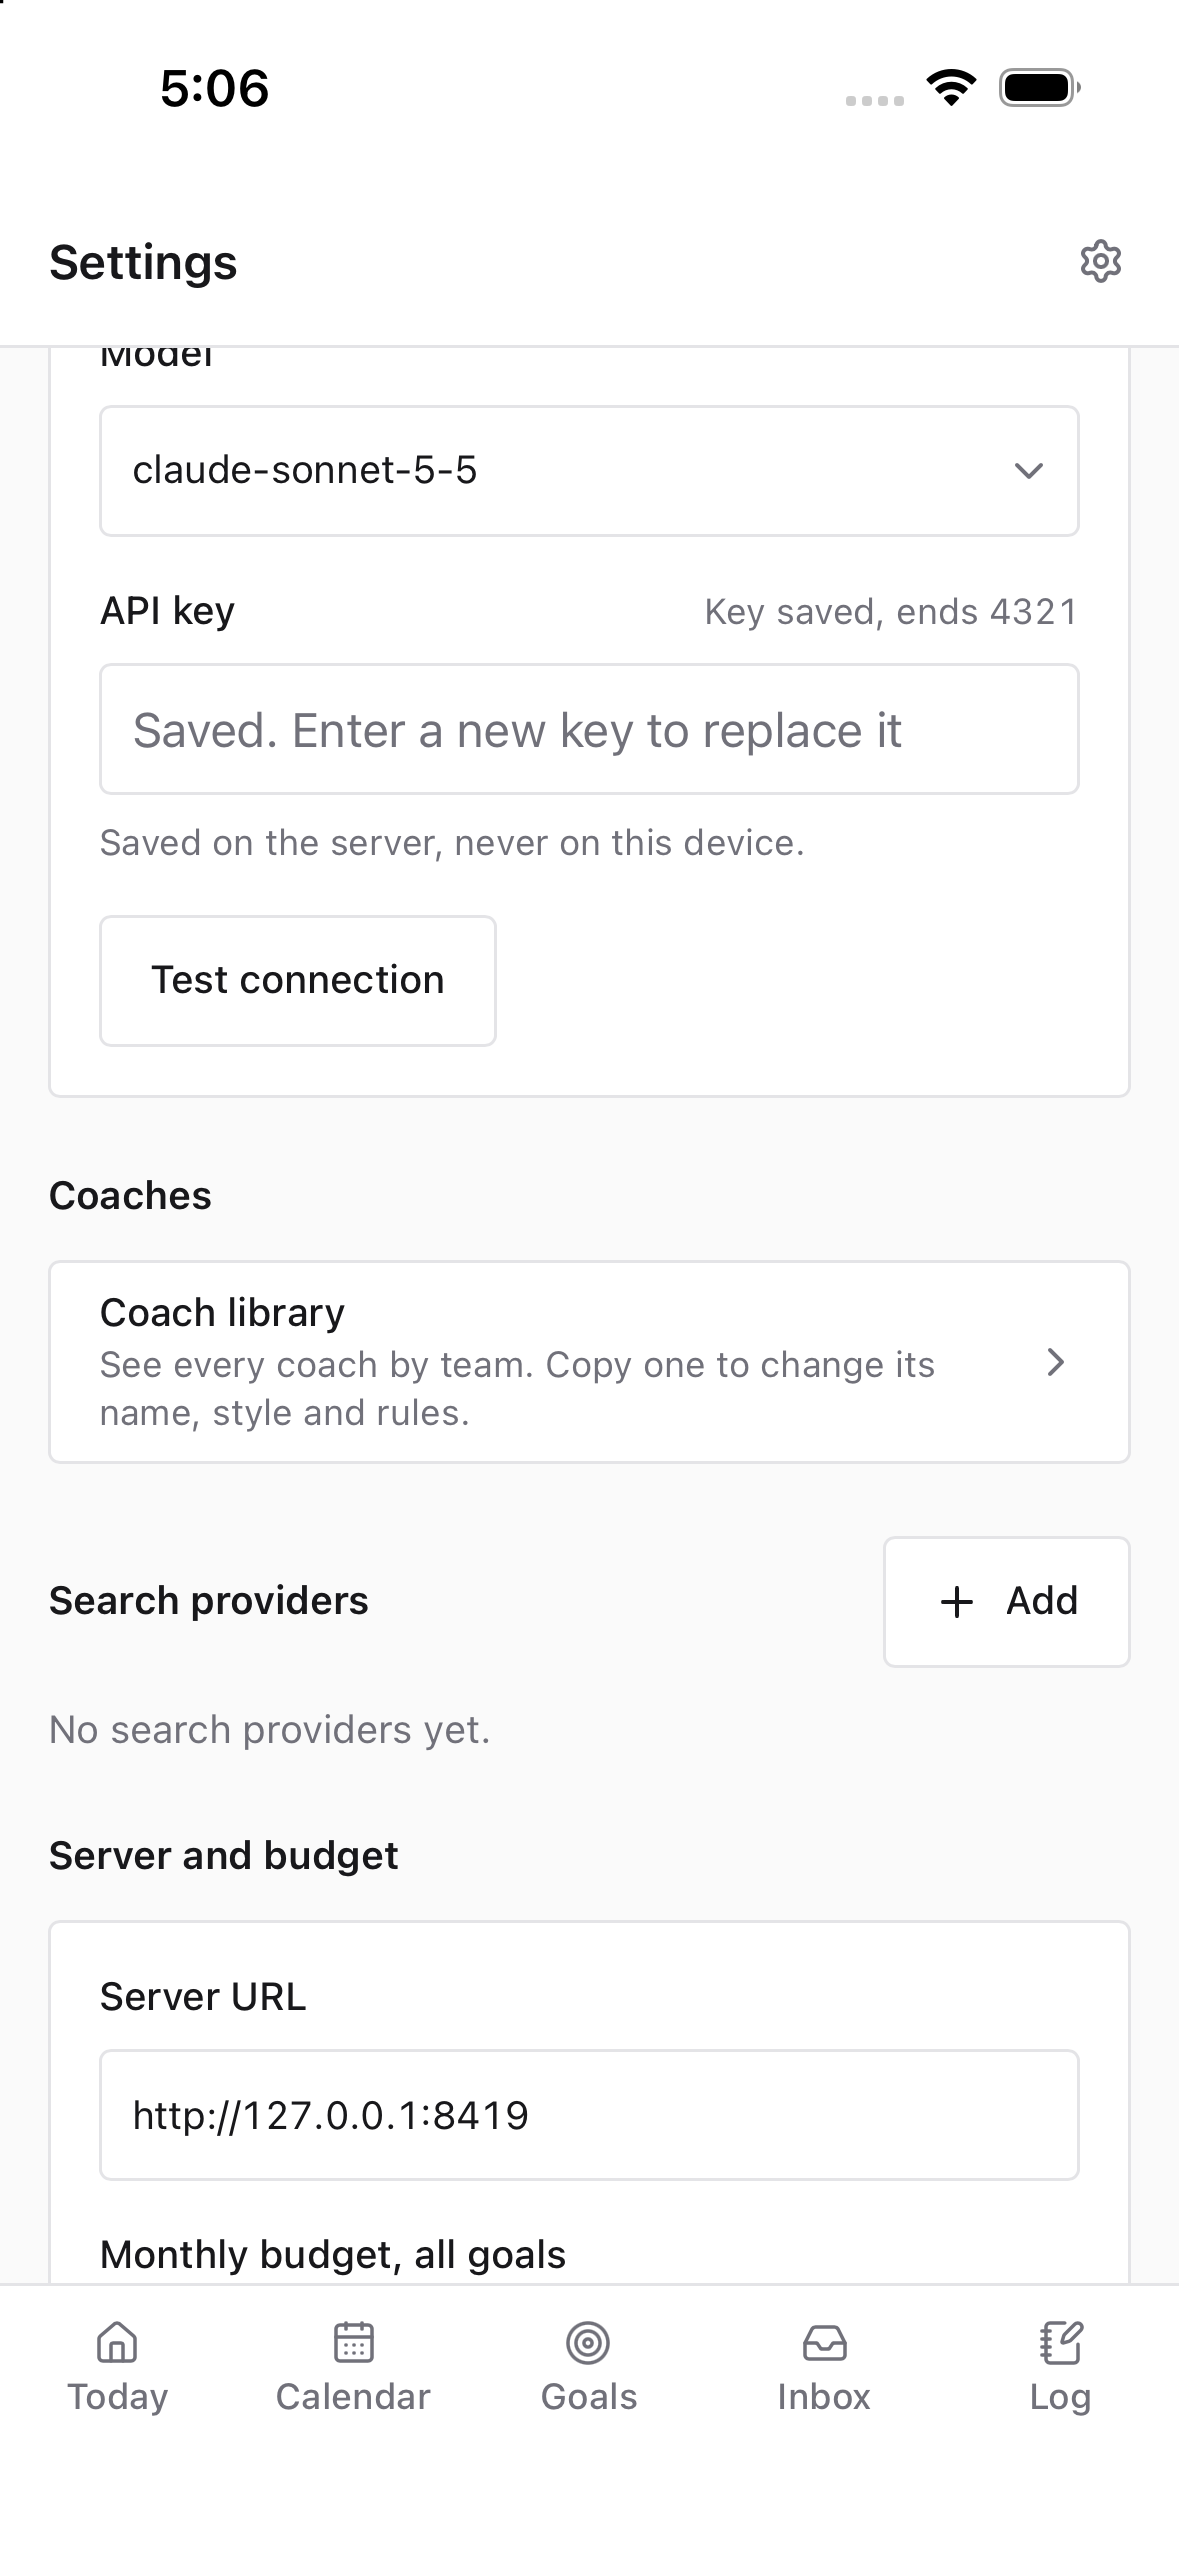 5:06
Settings
Model
claude-sonnet-5-5
API key
Key saved, ends 4321
Saved. Enter a new key to replace it
Saved on the server, never on this device.
Test connection
Coaches
Coach library
See every coach by team. Copy one to change its
name, style and rules.
Search providers
Add
No search providers yet.
Server and budget
Server URL
http://127.0.0.1:8419
Monthly budget, all goals
Today
Calendar
Goals
Inbox
Log